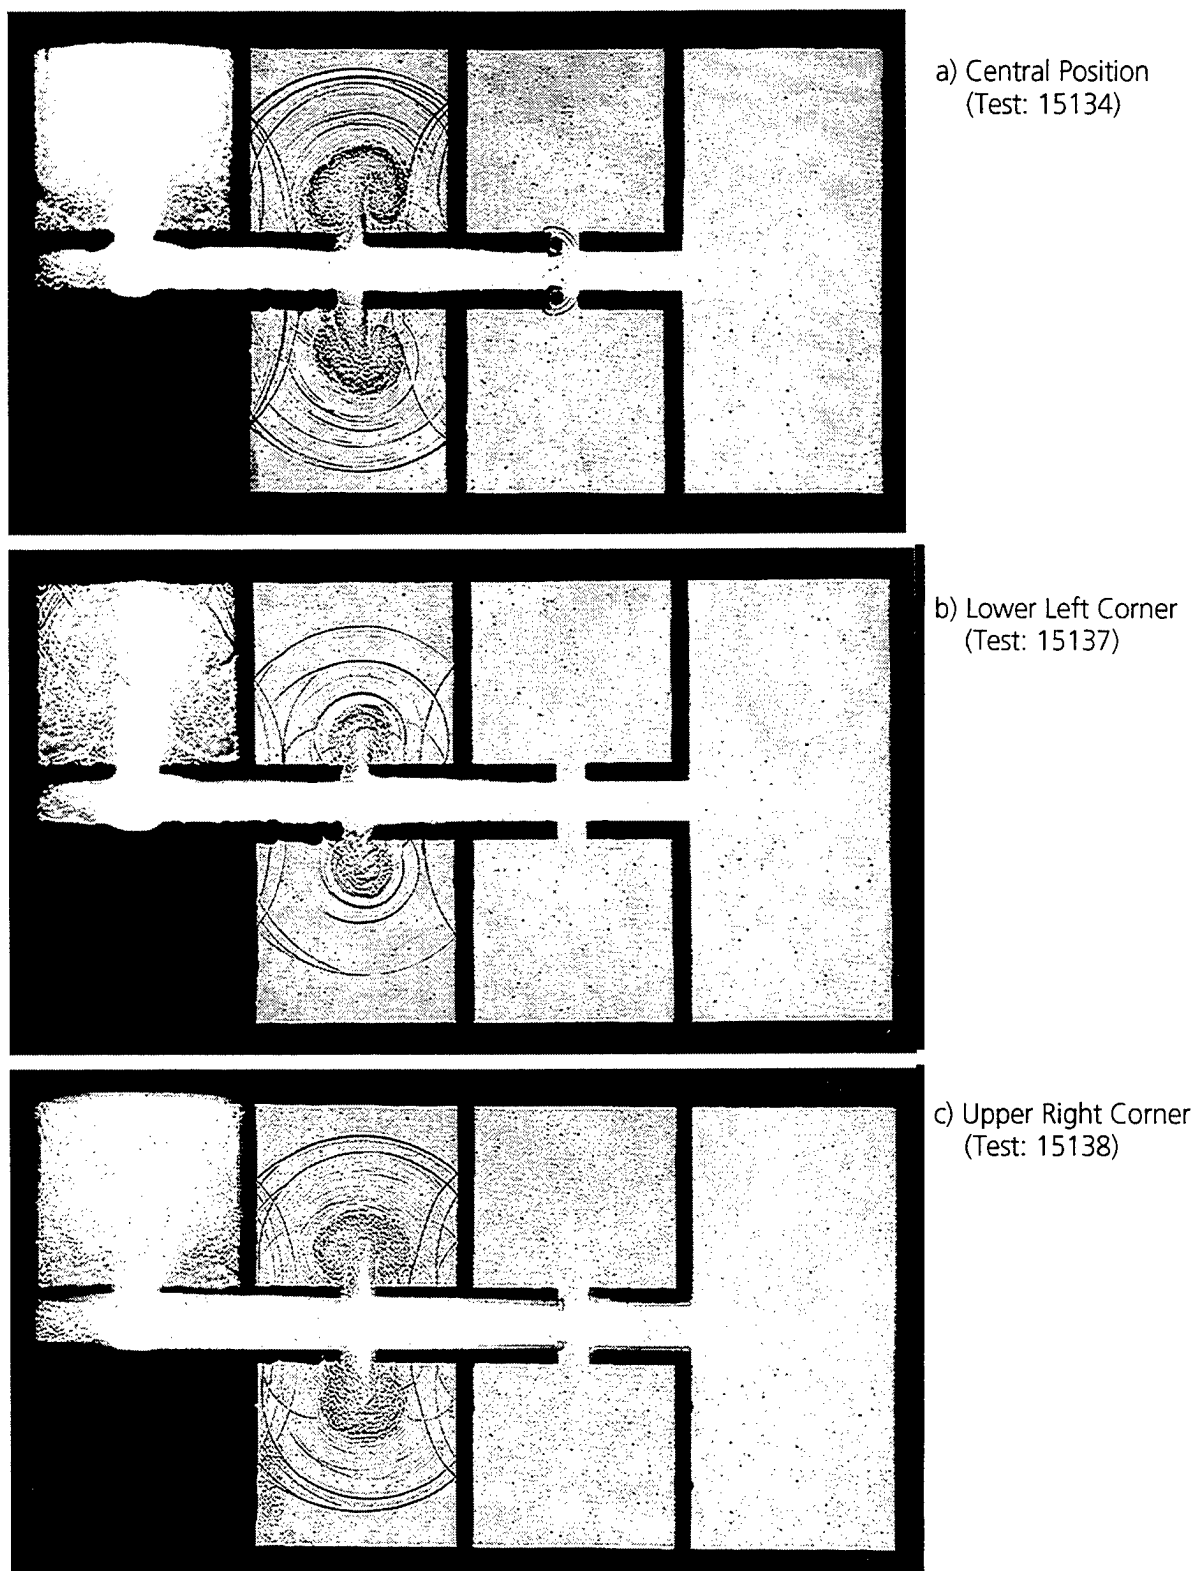 a) Central Position
(Test: 15134)
b) Lower Left Corner
(Test: 15137)
c) Upper Right Corner
(Test: 15138)